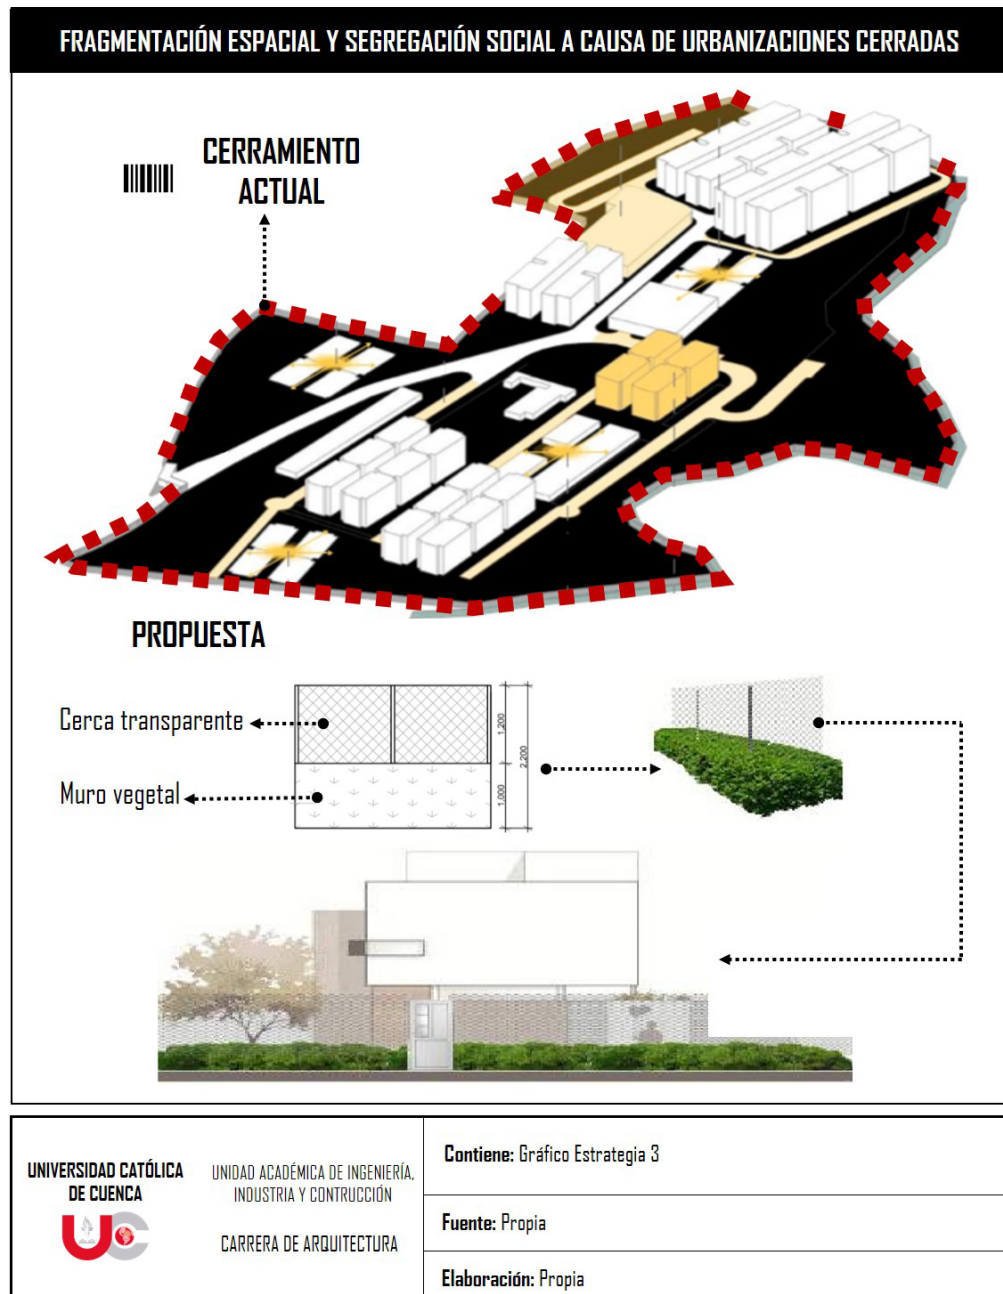 FRAGMENTACIÓN ESPACIAL Y SEGREGACIÓN SOCIAL A CAUSA DE URBANIZACIONES CERRADAS
CERRAMIENTO
ACTUAL
PROPUESTA
Cerca transparente
Muro vegetal
1,200
1,000
2,200
UNIVERSIDAD CATÓLICA
DE CUENCA
UC
UNIDAD ACADÉMICA DE INGENIERÍA,
INDUSTRIA Y CONTRUCCIÓN
CARRERA DE ARQUITECTURA
Contiene: Gráfico Estrategia 3
Fuente: Propia
Elaboración: Propia